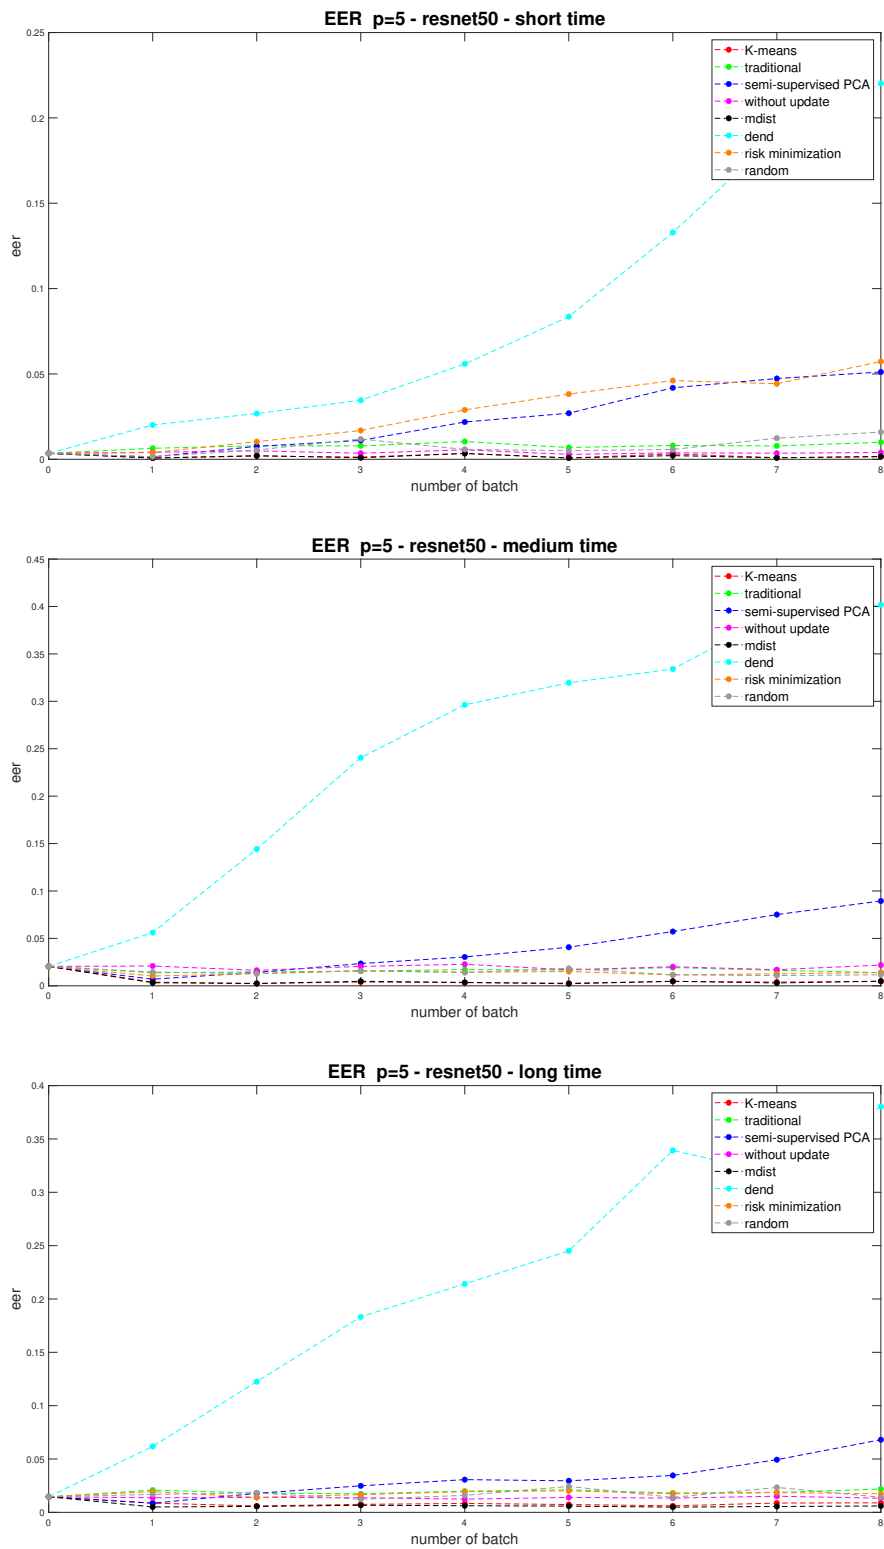 EER p=5 - resnet50 - short time
0.25
0.2
0.15
0.1
0.05
0
eer
K-means
traditional
semi-supervised PCA
without update
mdist
dend
risk minimization
random
0 1 2 3 4 5 6 7 8
number of batch
EER p=5 - resnet50 - medium time
0.45
0.4
0.35
0.3
0.25
0.2
0.15
0.1
0.05
0
eer
K-means
traditional
semi-supervised PCA
without update
mdist
dend
risk minimization
random
0 1 2 3 4 5 6 7 8
number of batch
EER p=5 - resnet50 - long time
0.4
0.35
0.3
0.25
0.2
0.15
0.1
0.05
0
eer
K-means
traditional
semi-supervised PCA
without update
mdist
dend
risk minimization
random
0 1 2 3 4 5 6 7 8
number of batch